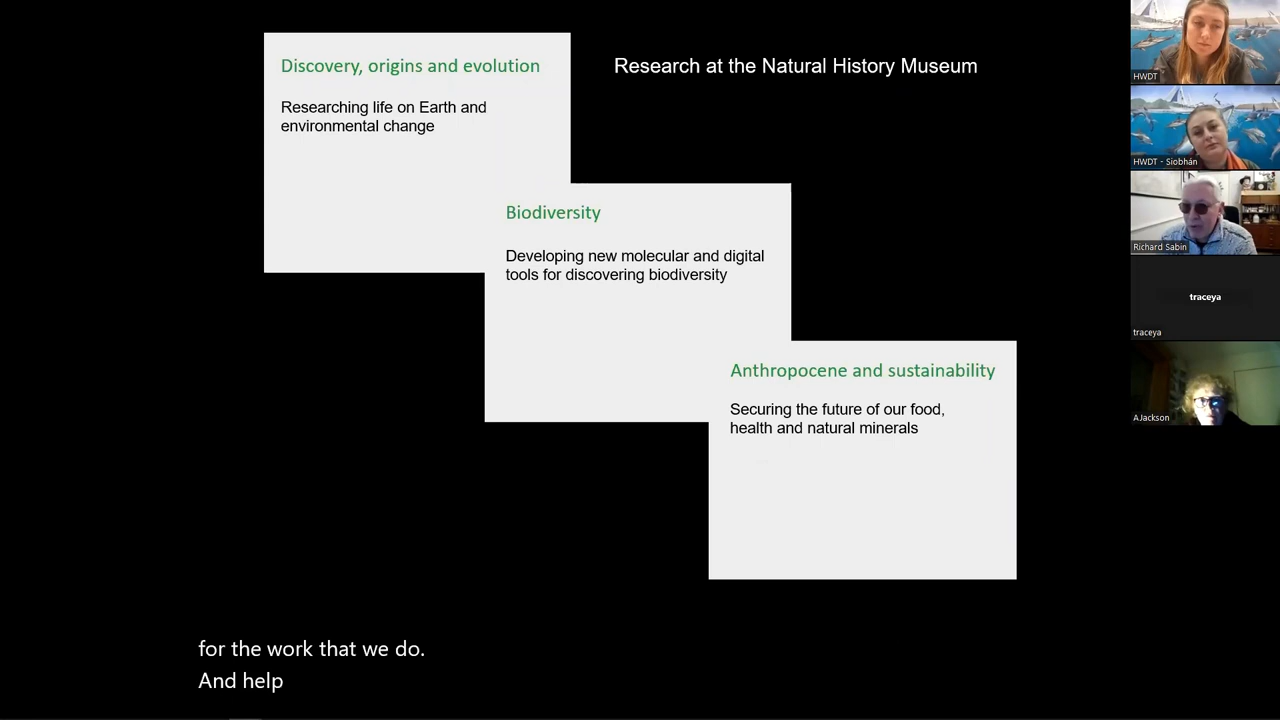 Research at the Natural History Museum
Discovery, origins and evolution
Researching life on Earth and
environmental change
Biodiversity
Developing new molecular and digital
tools for discovering biodiversity
Anthropocene and sustainability
Securing the future of our food,
health and natural minerals
for the work that we do.
And help
HWDT
HWDT - Siobhán
Richard Sabin
traceya
traceya
AJackson